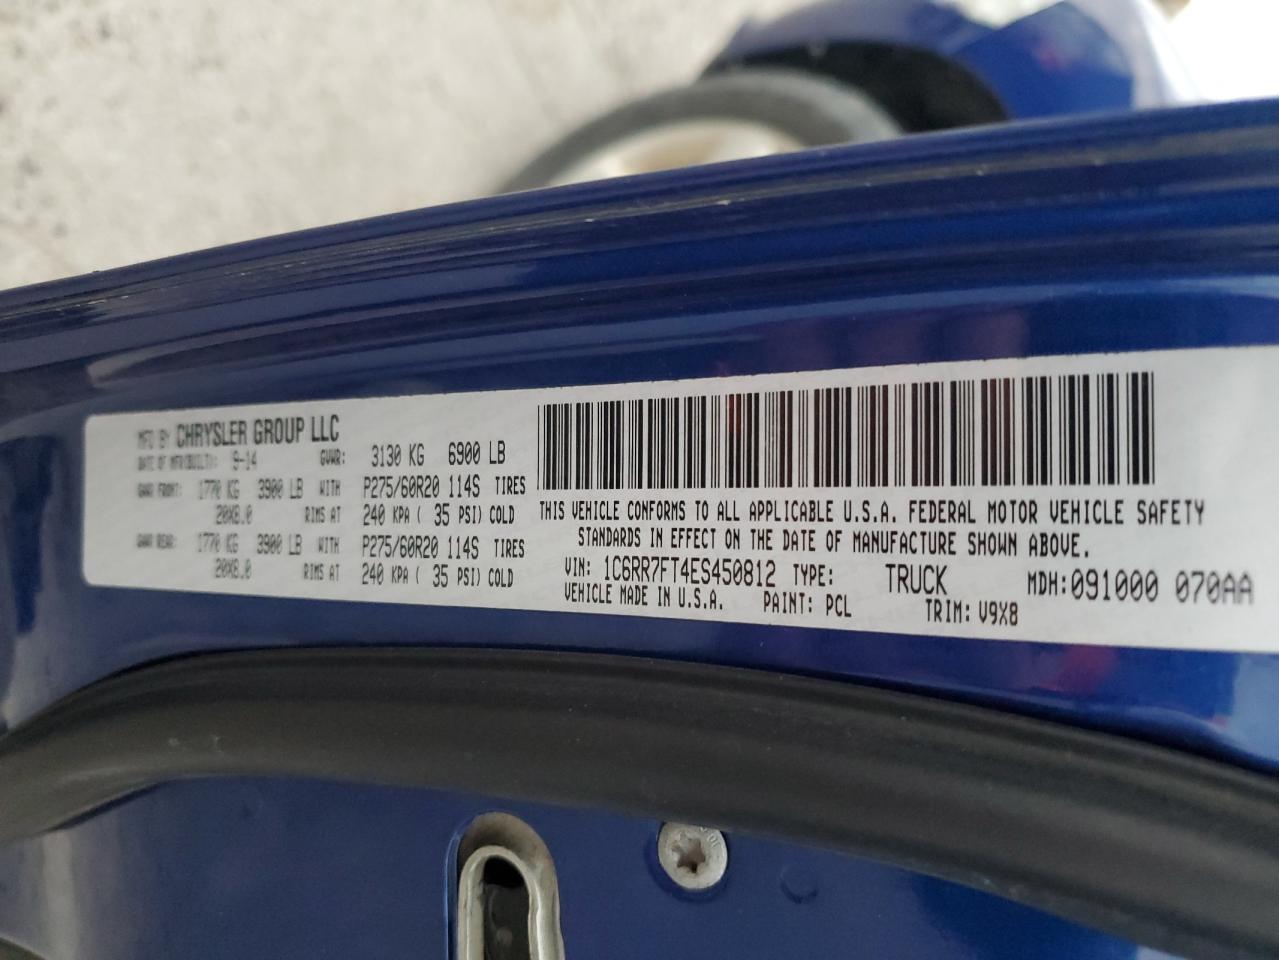 MFD BY CHRYSLER GROUP LLC
DATE OF MFR(BUILT): 9-14 GVWR: 3130 KG 6900 LB
GAWR FRONT: 1770 KG 3900 LB WITH P275/60R20 114S TIRES
20X8.0 RIMS AT 240 KPA ( 35 PSI) COLD
GAWR REAR: 1770 KG 3900 LB WITH P275/60R20 114S TIRES
20X8.0 RIMS AT 240 KPA ( 35 PSI) COLD
THIS VEHICLE CONFORMS TO ALL APPLICABLE U.S.A. FEDERAL MOTOR VEHICLE SAFETY
STANDARDS IN EFFECT ON THE DATE OF MANUFACTURE SHOWN ABOVE.
VIN: 1C6RR7FT4ES450812 TYPE: TRUCK MDH:091000 070AA
VEHICLE MADE IN U.S.A. PAINT: PCL TRIM: V9X8